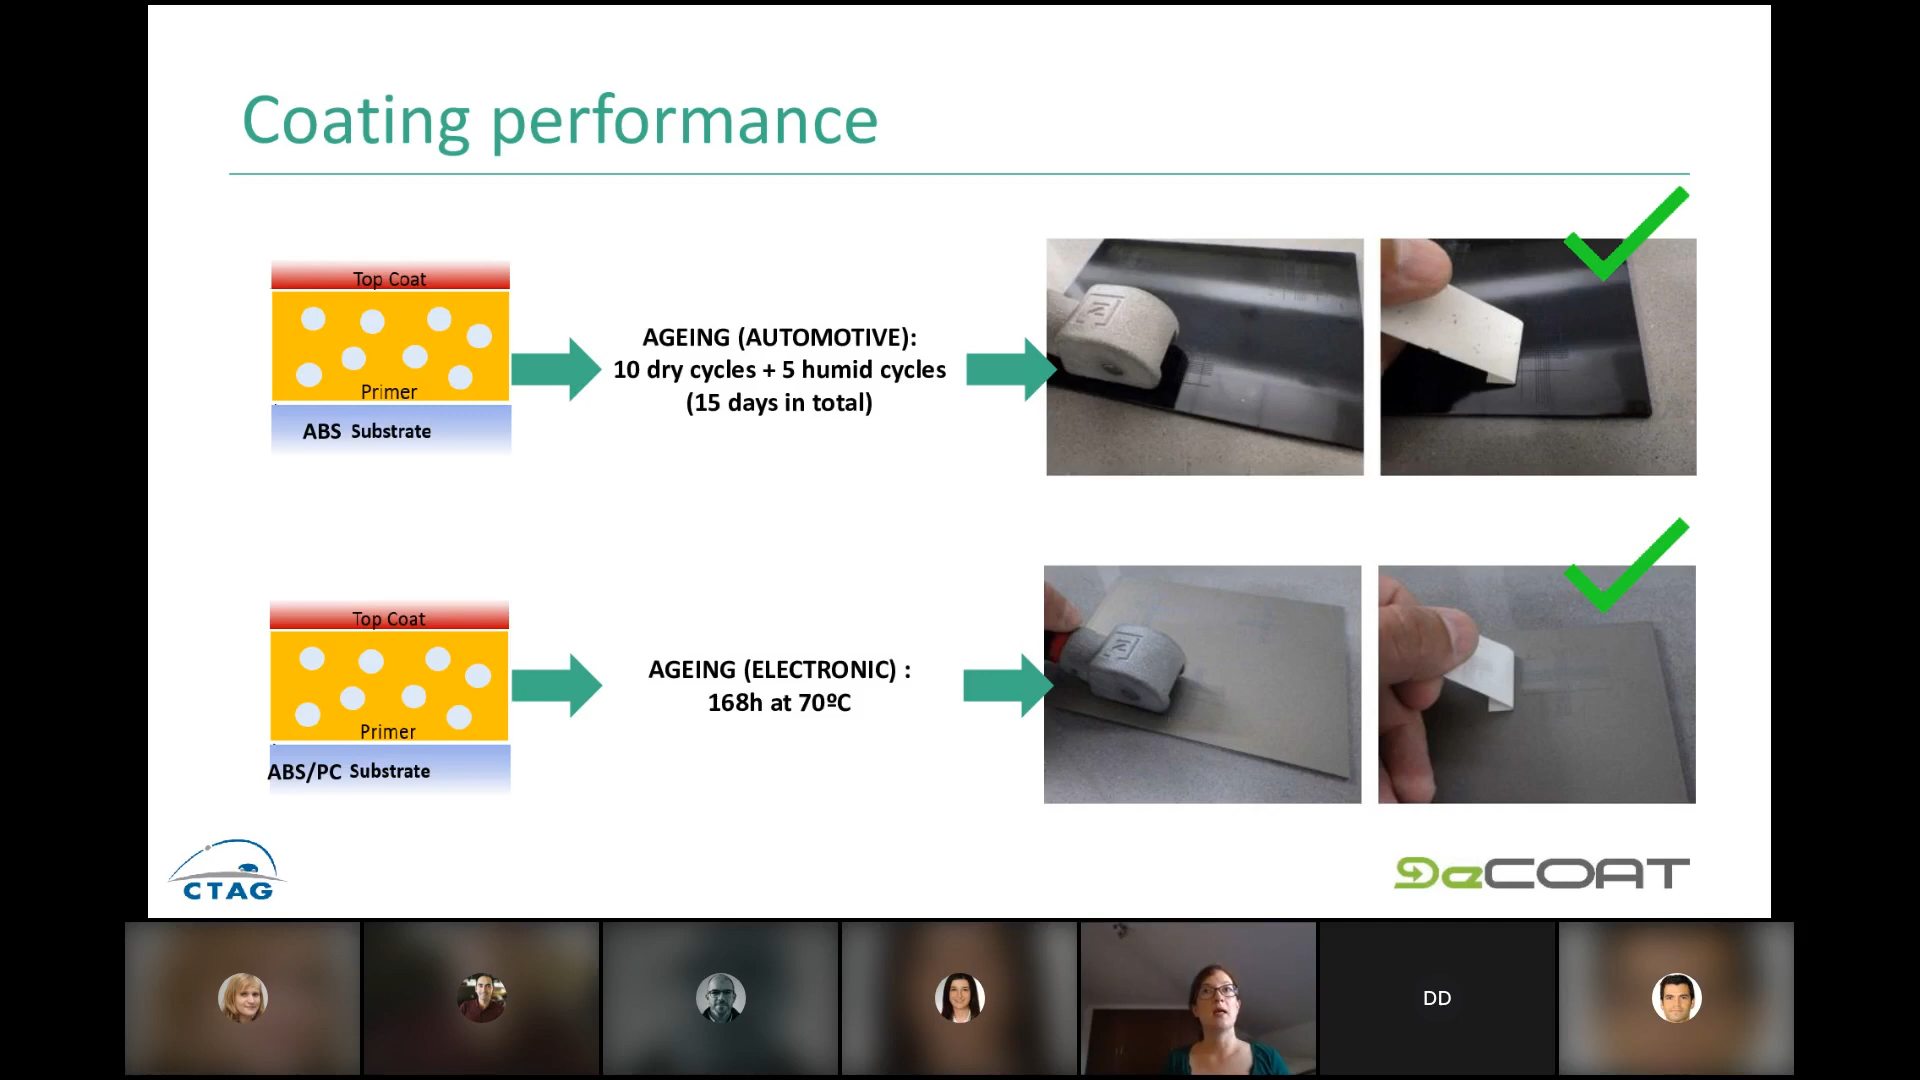 Coating performance
Top Coat
Primer
ABS Substrate
AGEING (AUTOMOTIVE):
10 dry cycles + 5 humid cycles
(15 days in total)
Top Coat
Primer
ABS/PC Substrate
AGEING (ELECTRONIC) :
168h at 70ºC
CTAG
DeCOAT
DD